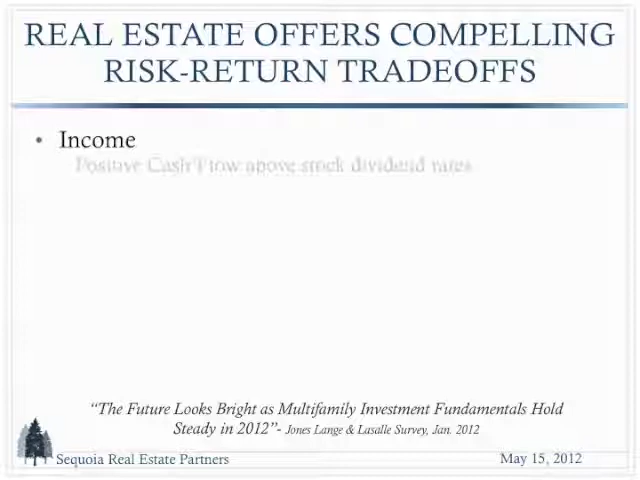 REAL ESTATE OFFERS COMPELLING
RISK-RETURN TRADEOFFS
• Income
Positive Cash Flow above stock dividend rates
“The Future Looks Bright as Multifamily Investment Fundamentals Hold
Steady in 2012”- Jones Lange & Lasalle Survey, Jan. 2012
Sequoia Real Estate Partners
May 15, 2012